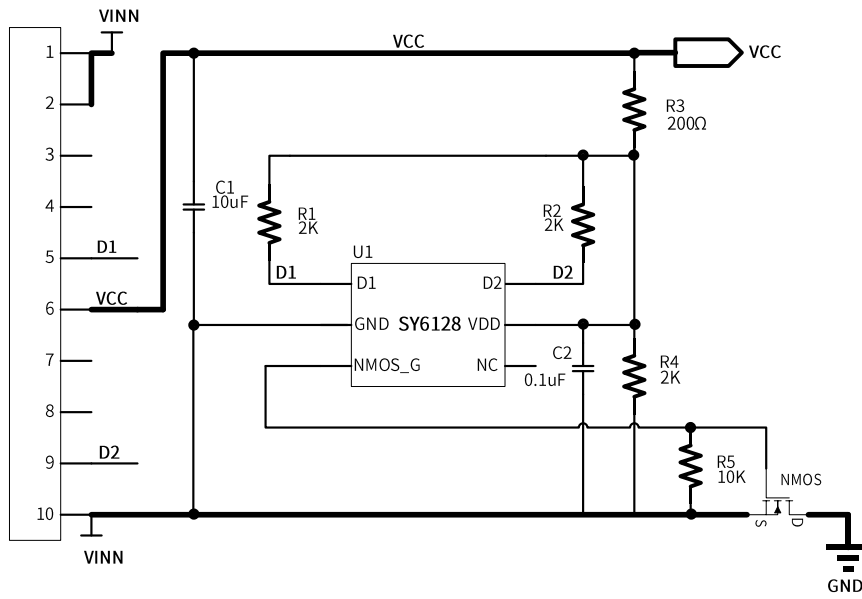 VINN
1
2
3
4
5
6
7
8
9
10
D1
VCC
D2
VINN
VCC
VCC
R3
200Ω
C1
10uF
R1
2K
R2
2K
U1
D1
D2
D1
D2
GND
SY6128
VDD
NMOS_G
NC
C2
0.1uF
R4
2K
R5
10K
NMOS
S
D
GND